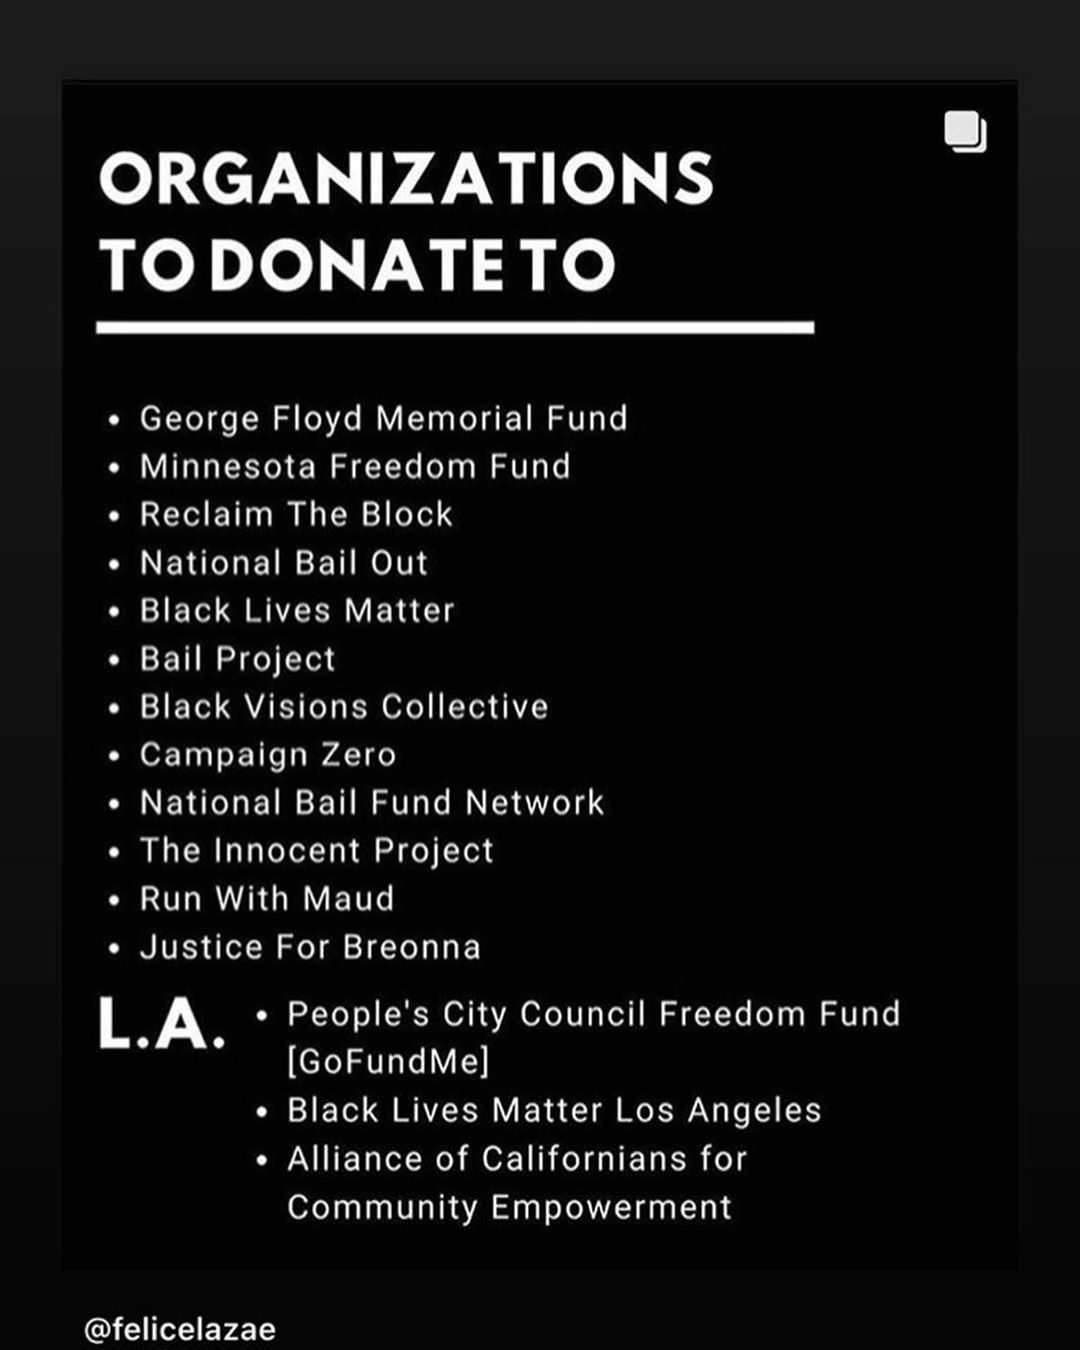 ORGANIZATIONS
TO DONATE TO
• George Floyd Memorial Fund
• Minnesota Freedom Fund
• Reclaim The Block
• National Bail Out
• Black Lives Matter
• Bail Project
• Black Visions Collective
• Campaign Zero
• National Bail Fund Network
• The Innocent Project
• Run With Maud
• Justice For Breonna
L.A.
• People's City Council Freedom Fund
[GoFundMe]
• Black Lives Matter Los Angeles
• Alliance of Californians for
Community Empowerment
@felicelazae